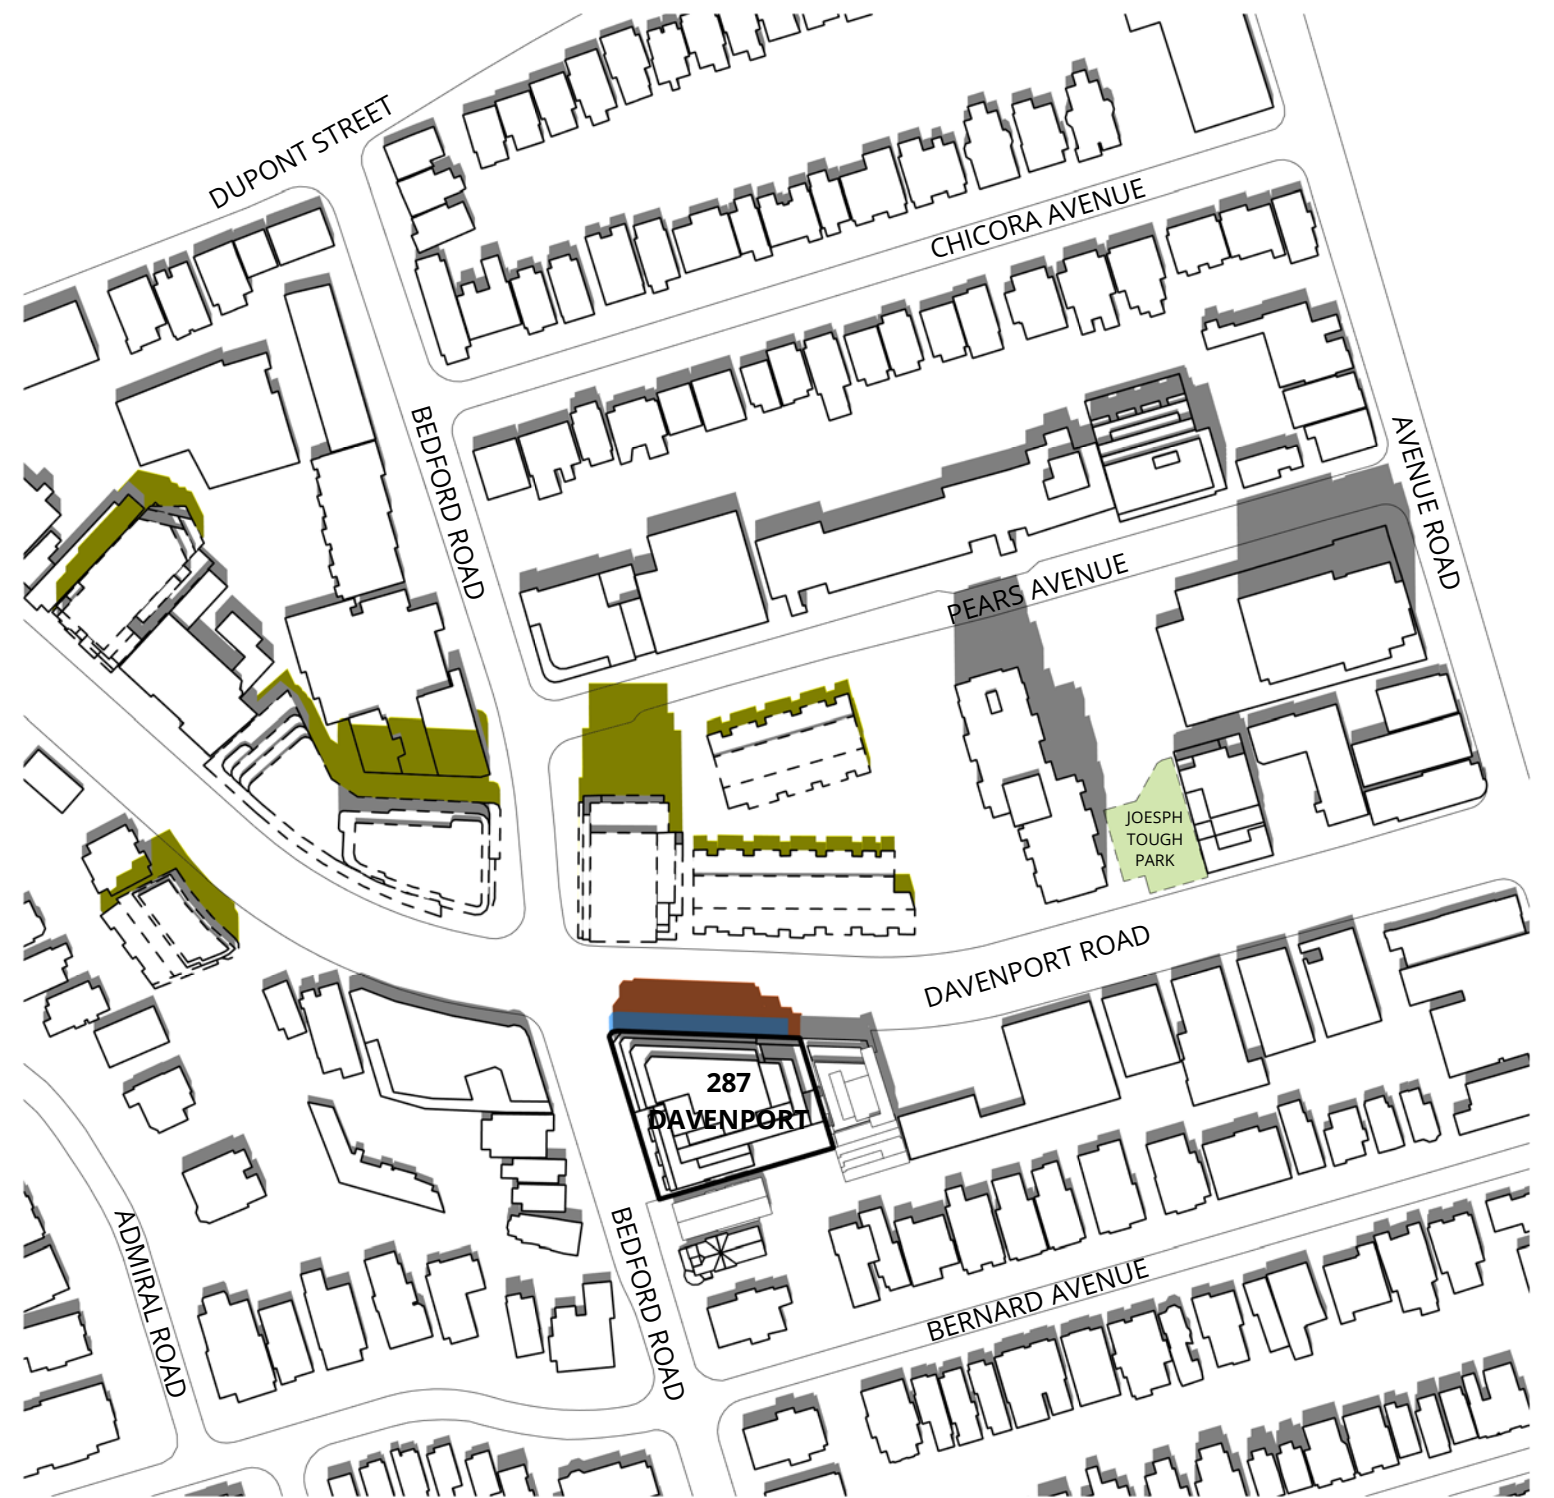 DUPONT STREET
CHICORA AVENUE
BEDFORD ROAD
AVENUE ROAD
PEARS AVENUE
JOESPH
TOUGH
PARK
DAVENPORT ROAD
287
DAVENPORT
ADMIRAL ROAD
BEDFORD ROAD
BERNARD AVENUE